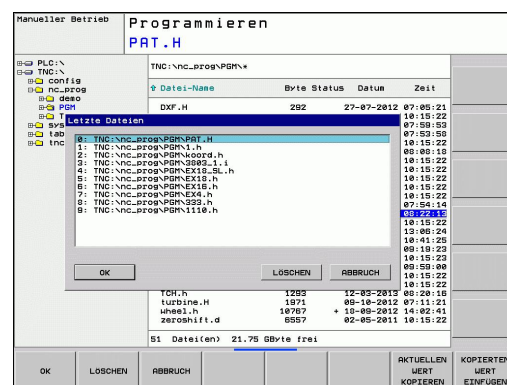 Manueller Betrieb
Programmieren
PAT.H
PLC:\
TNC:\
config
nc_prog
demo
PGM
T
sys
tab
tnc
TNC:\nc_prog\PGM\*
Datei-Name Byte Status Datum Zeit
DXF.H 292 27-07-2012 07:05:21
10:15:22
07:59:53
07:53:58
10:15:22
08:08:18
10:15:22
10:15:22
10:15:22
10:15:22
07:54:14
08:22:13
10:15:22
13:06:24
10:41:25
09:19:23
10:15:23
09:59:00
10:15:22
10:15:22
Letzte Dateien
0: TNC:\nc_prog\PGM\PAT.H
1: TNC:\nc_prog\PGM\1.h
2: TNC:\nc_prog\PGM\koord.h
3: TNC:\nc_prog\PGM\3803_1.i
4: TNC:\nc_prog\PGM\EX18_SL.h
5: TNC:\nc_prog\PGM\EX18.h
6: TNC:\nc_prog\PGM\EX16.h
7: TNC:\nc_prog\PGM\EX4.h
8: TNC:\nc_prog\PGM\333.h
9: TNC:\nc_prog\PGM\1110.h
OK LÖSCHEN ABBRUCH
TCH.h 1293 12-03-2013 08:20:16
turbine.H 1971 09-10-2012 07:11:21
wheel.h 10767 + 18-09-2012 14:02:41
zeroshift.d 8557 02-05-2011 10:15:22
51 Datei(en) 21.75 GByte frei
OK
LÖSCHEN
ABBRUCH
AKTUELLEN WERT KOPIEREN
KOPIERTEN WERT EINFÜGEN